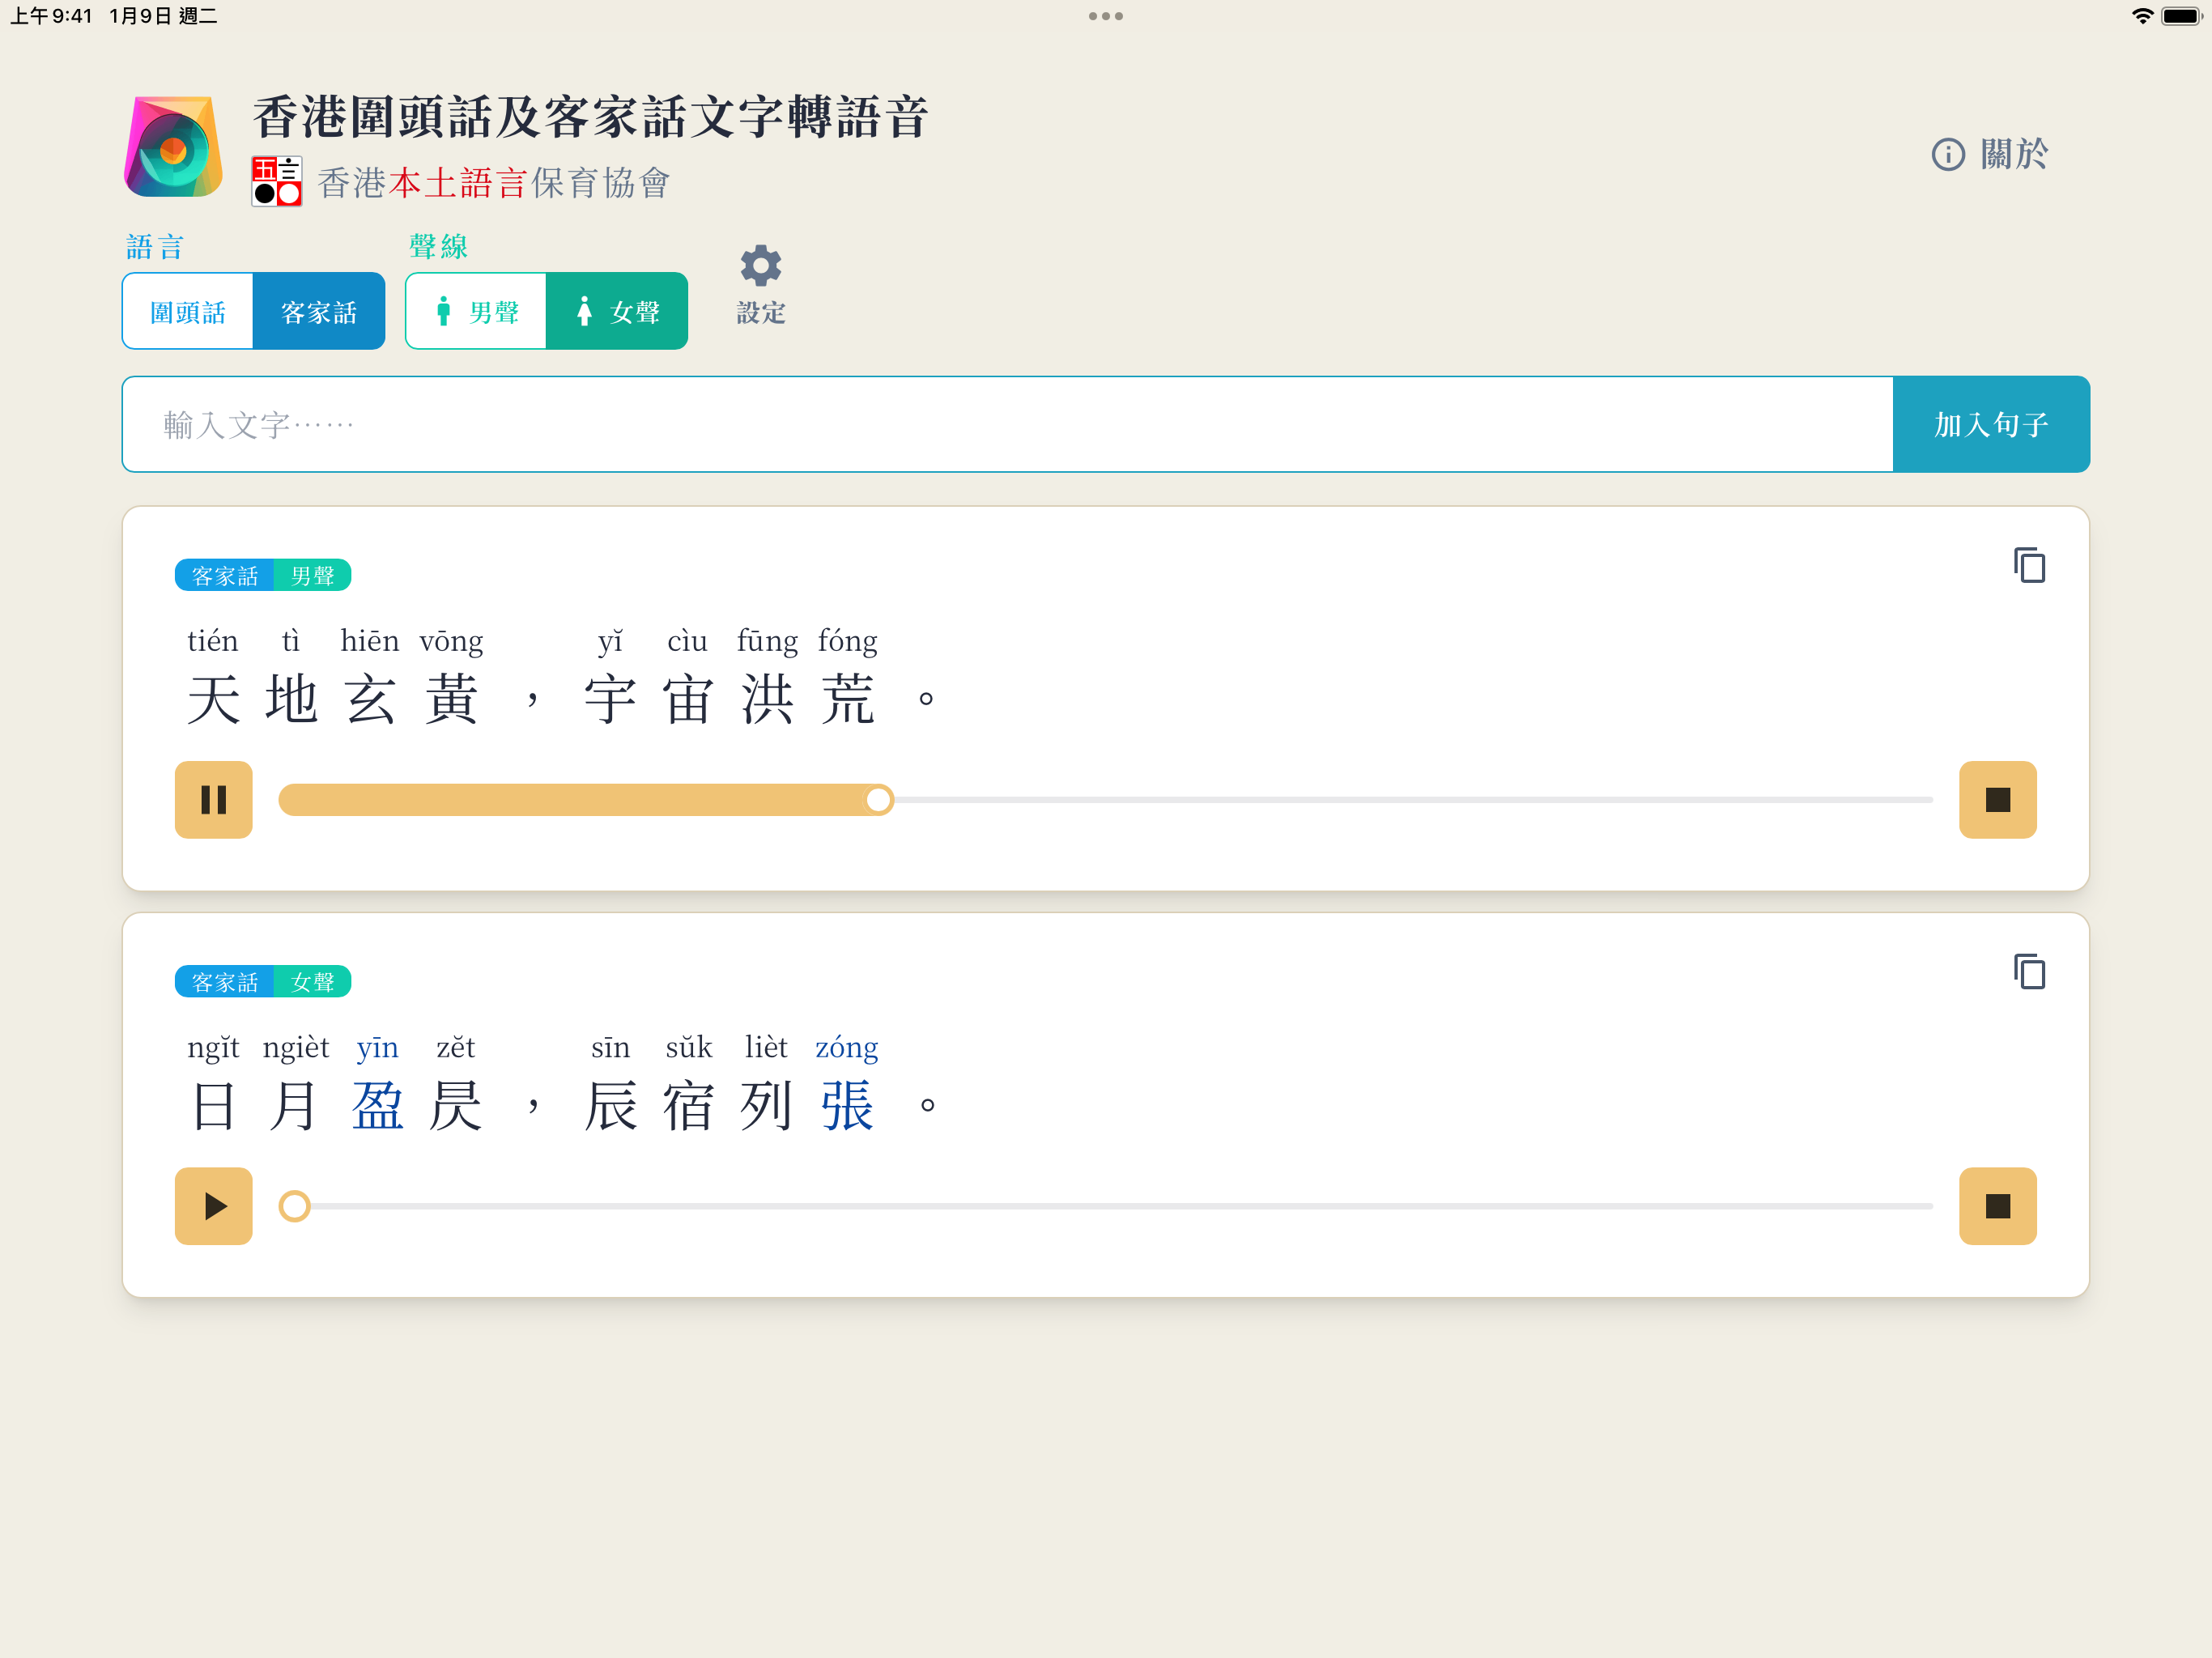 上午9:41 1月9日 週二
香港圍頭話及客家話文字轉語音
香港本土語言保育協會
關於
語言
聲線
圍頭話 客家話
男聲 女聲
設定
輸入文字……
加入句子
客家話 男聲
tién tì hiēn vōng yǐ cìu fūng fóng
天地玄黃，宇宙洪荒。
客家話 女聲
ngǐt ngièt yīn zět sīn sǔk lièt zóng
日月盈昃，辰宿列張。